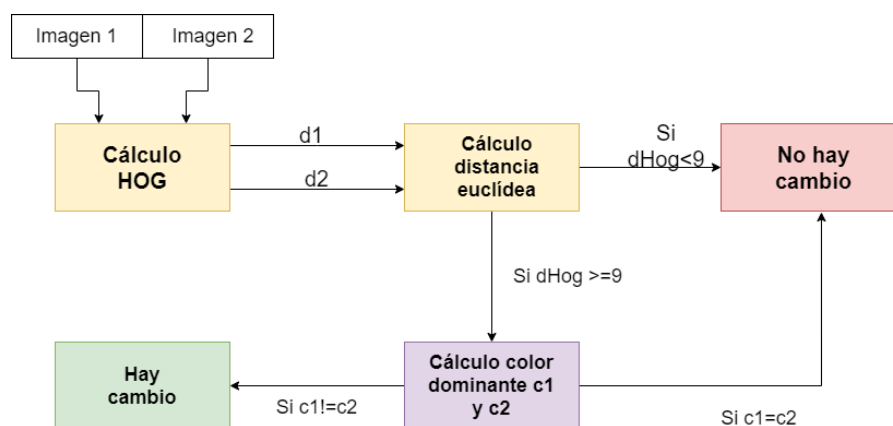 Imagen 1
Imagen 2
Cálculo
HOG
d1
d2
Cálculo
distancia
euclídea
Si
dHog<9
No hay
cambio
Si dHog >=9
Hay
cambio
Si c1!=c2
Cálculo color
dominante c1
y c2
Si c1=c2